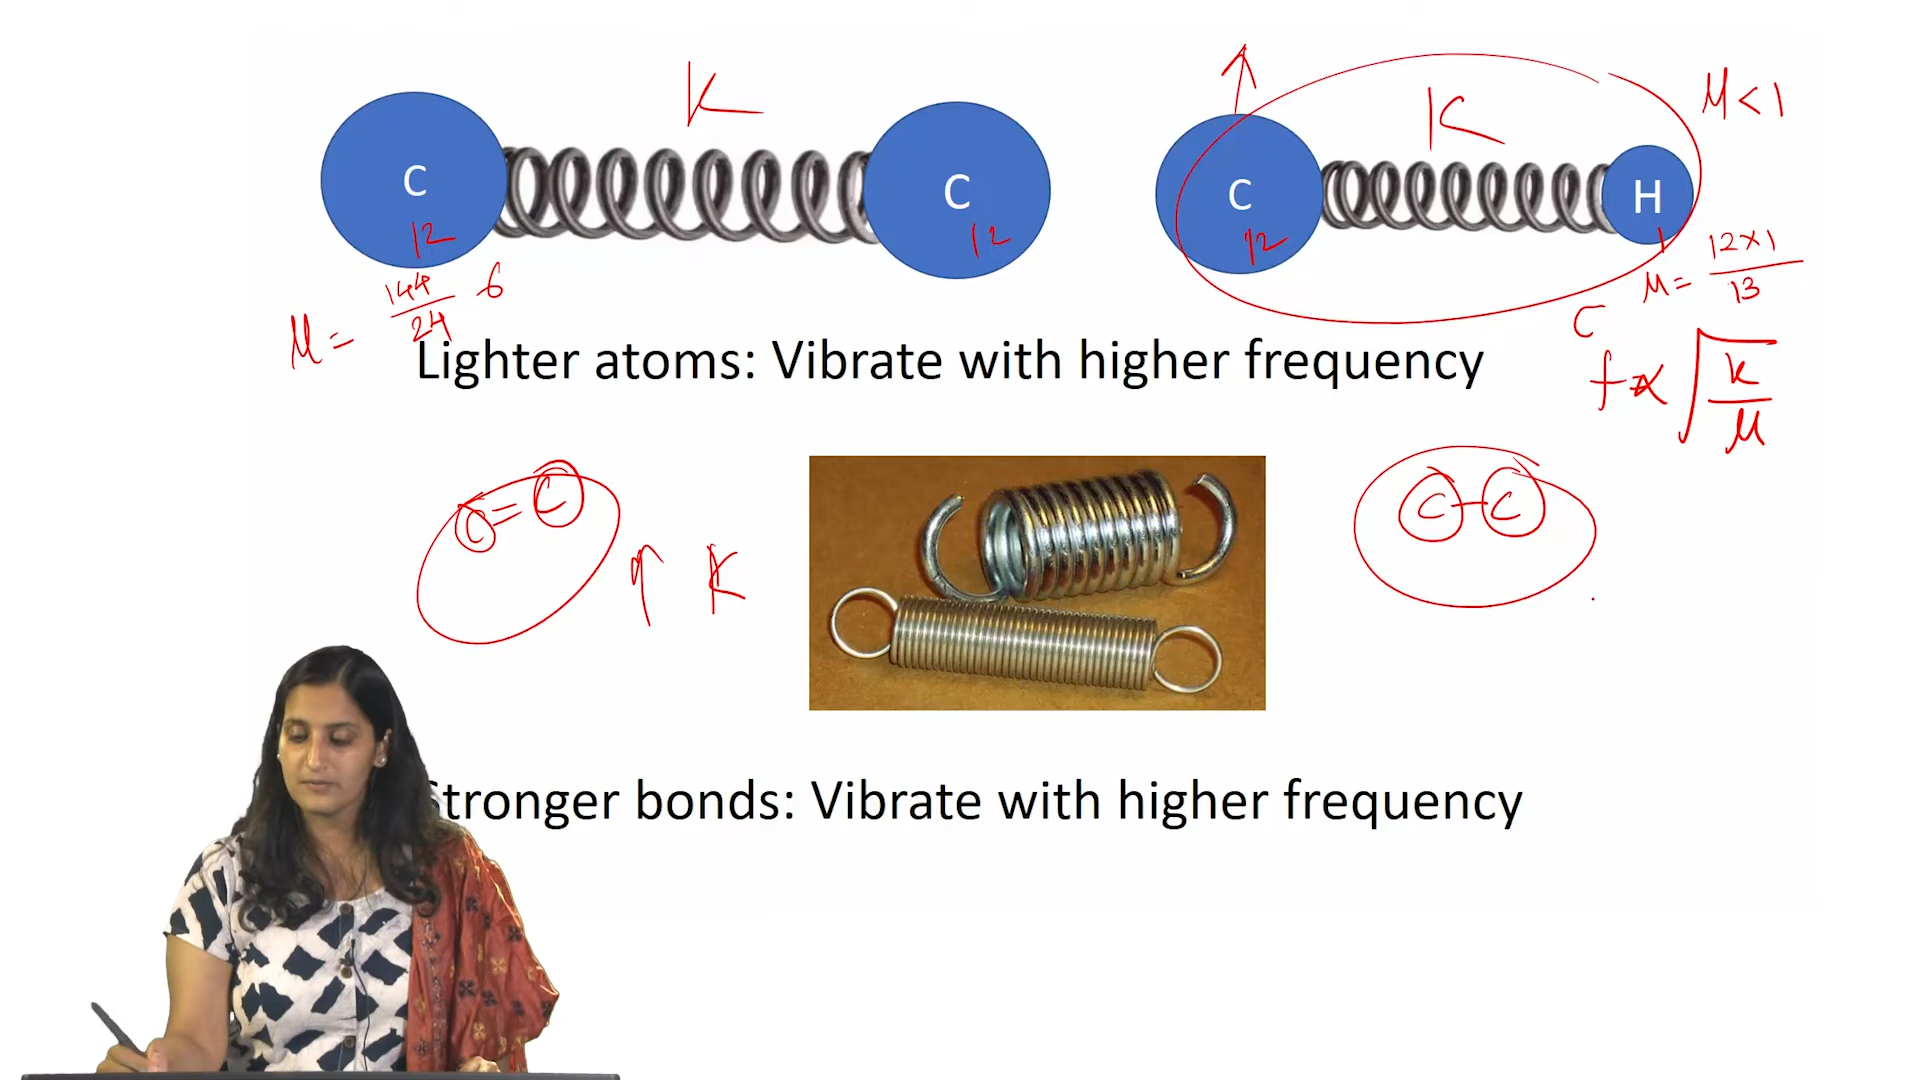 K
K
μ < 1
C
C
C
H
12
12
12
1
μ = 144/24 6
μ = 12×1/13
C
Lighter atoms: Vibrate with higher frequency
f ∝ √k/μ
C=C
C-C
↑ K
Stronger bonds: Vibrate with higher frequency